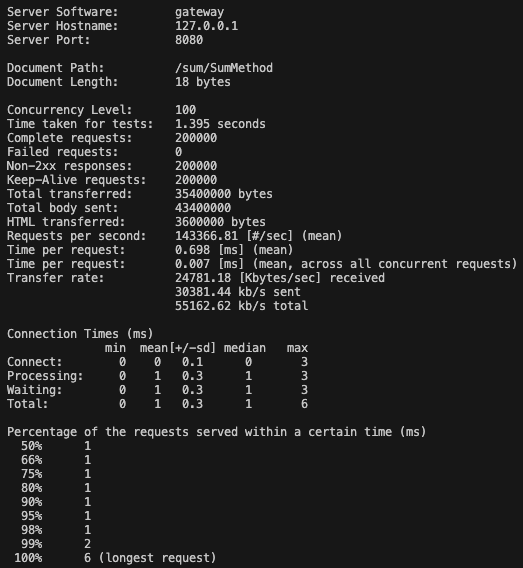 Server Software:        gateway
Server Hostname:        127.0.0.1
Server Port:            8080

Document Path:          /sum/SumMethod
Document Length:        18 bytes

Concurrency Level:      100
Time taken for tests:   1.395 seconds
Complete requests:      200000
Failed requests:        0
Non-2xx responses:      200000
Keep-Alive requests:    200000
Total transferred:      35400000 bytes
Total body sent:        43400000
HTML transferred:       3600000 bytes
Requests per second:    143366.81 [#/sec] (mean)
Time per request:       0.698 [ms] (mean)
Time per request:       0.007 [ms] (mean, across all concurrent requests)
Transfer rate:          24781.18 [Kbytes/sec] received
                        30381.44 kb/s sent
                        55162.62 kb/s total

Connection Times (ms)
              min  mean[+/-sd] median   max
Connect:        0    0   0.1      0       3
Processing:     0    1   0.3      1       3
Waiting:        0    1   0.3      1       3
Total:          0    1   0.3      1       6

Percentage of the requests served within a certain time (ms)
  50%      1
  66%      1
  75%      1
  80%      1
  90%      1
  95%      1
  98%      1
  99%      2
 100%      6 (longest request)